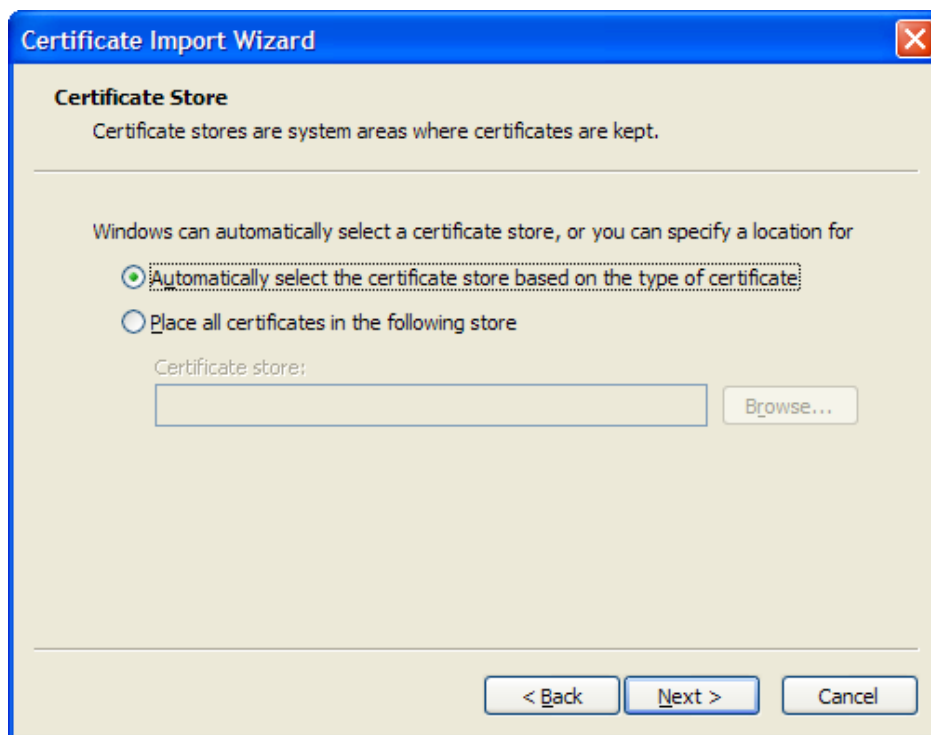 Certificate Import Wizard
Certificate Store
Certificate stores are system areas where certificates are kept.
Windows can automatically select a certificate store, or you can specify a location for
Automatically select the certificate store based on the type of certificate
Place all certificates in the following store
Certificate store:
Browse...
< Back
Next >
Cancel